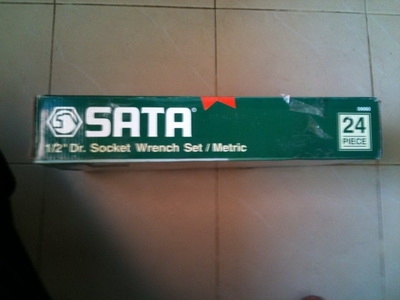 SATA®
1/2" Dr. Socket Wrench Set / Metric
24
PIECE